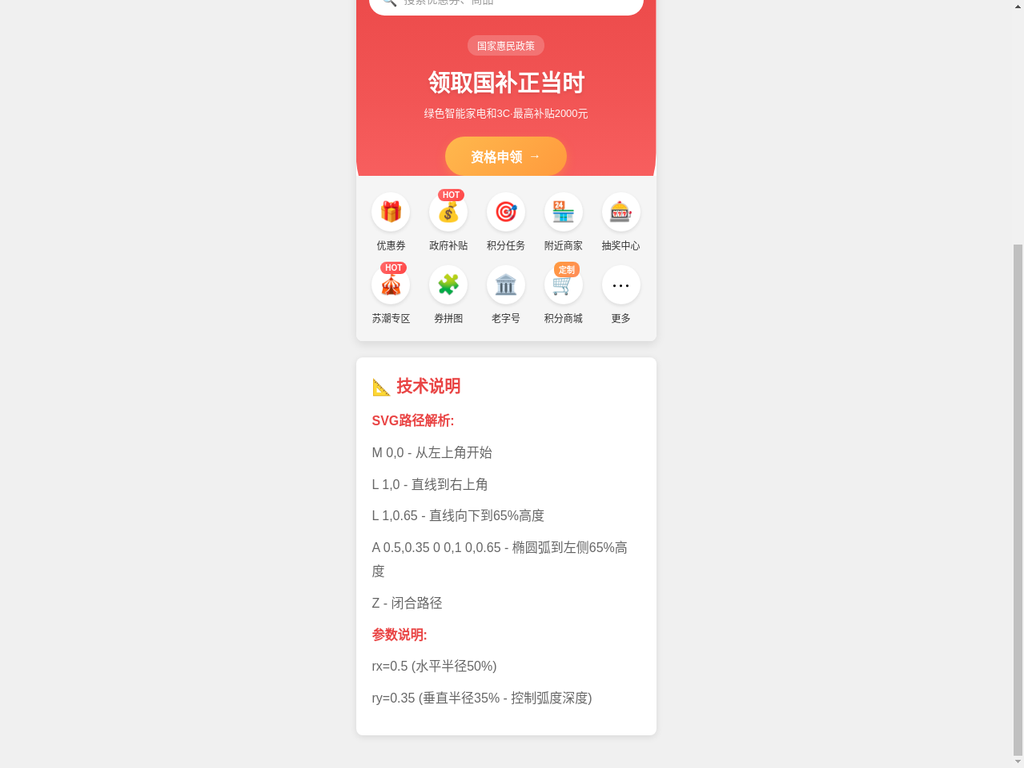 搜索优惠券、商品
国家惠民政策
领取国补正当时
绿色智能家电和3C·最高补贴2000元
资格申领 →
HOT
优惠券 政府补贴 积分任务 附近商家 抽奖中心
HOT 定制
苏潮专区 券拼图 老字号 积分商城 更多
技术说明
SVG路径解析:
M 0,0 - 从左上角开始
L 1,0 - 直线到右上角
L 1,0.65 - 直线向下到65%高度
A 0.5,0.35 0 0,1 0,0.65 - 椭圆弧到左侧65%高
度
Z - 闭合路径
参数说明:
rx=0.5 (水平半径50%)
ry=0.35 (垂直半径35% - 控制弧度深度)